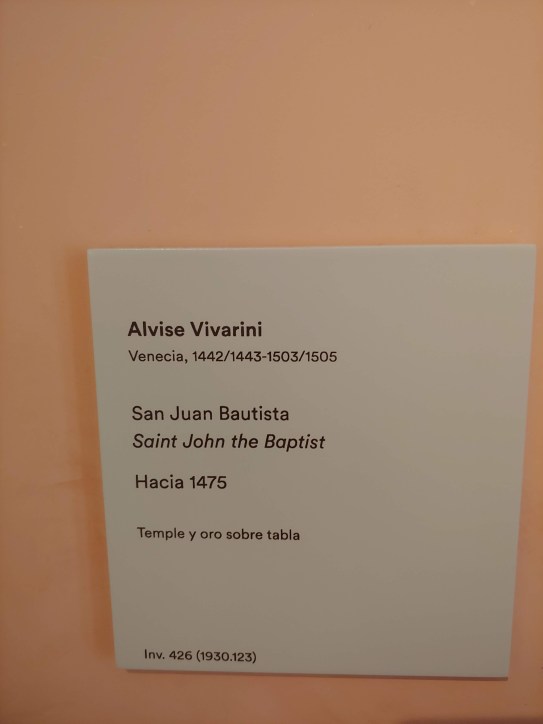 Alvise Vivarini
Venecia, 1442/1443-1503/1505
San Juan Bautista
Saint John the Baptist
Hacia 1475
Temple y oro sobre tabla
Inv. 426 (1930.123)